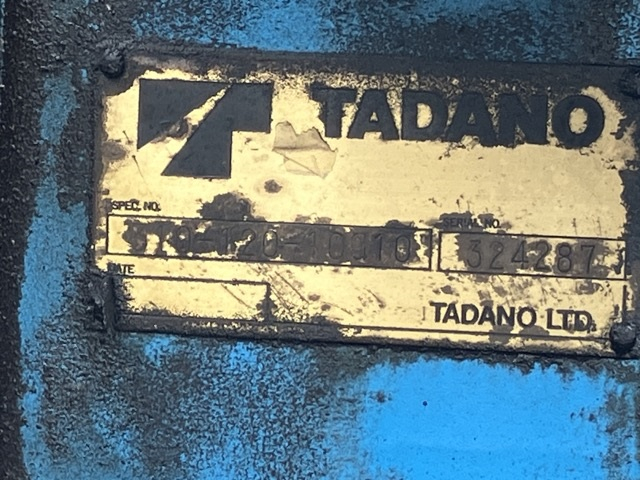 TADANO
SPEC. NO. SERIAL NO.
324287
DATE
TADANO LTD.